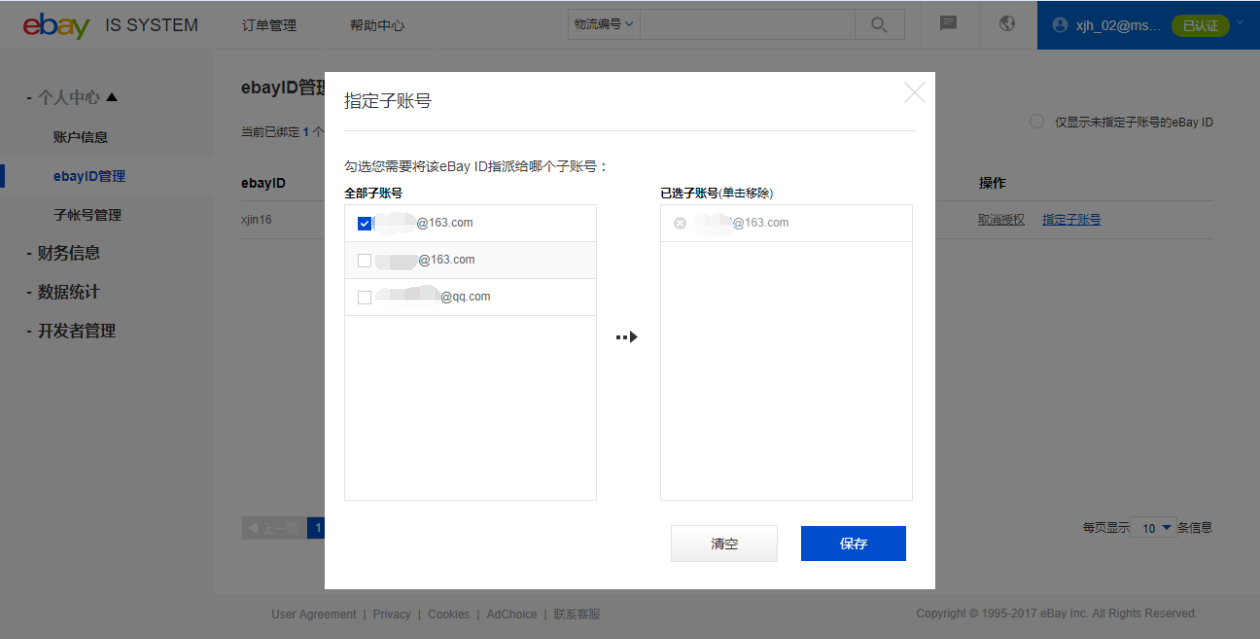 ebay IS SYSTEM 订单管理 帮助中心 物流编号 xjh_02@ms... 已认证
- 个人中心
账户信息
ebayID管理
子帐号管理
- 财务信息
- 数据统计
- 开发者管理
ebayID管理
当前已绑定 1 个
仅显示未指定子账号的eBay ID
ebayID 操作
xjin16 取消授权 指定子账号
指定子账号
勾选您需要将该eBay ID指派给哪个子账号：
全部子账号 已选子账号(单击移除)
@163.com @163.com
@163.com
@qq.com
清空 保存
上一页 1 每页显示 10 条信息
User Agreement | Privacy | Cookies | AdChoice | 联系客服 Copyright © 1995-2017 eBay Inc. All Rights Reserved.